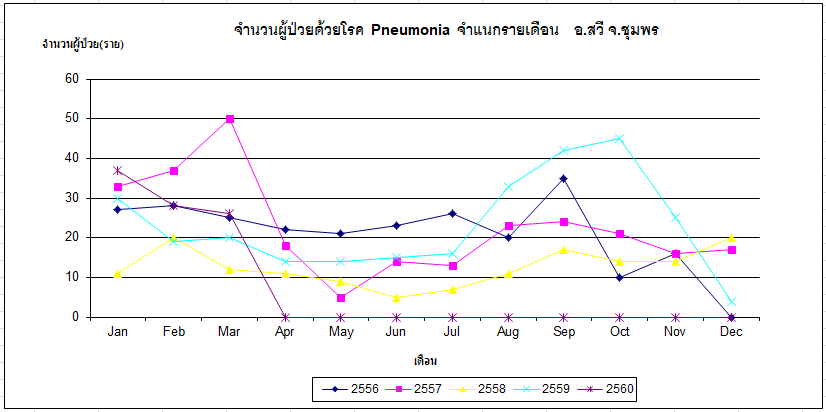 จำนวนผู้ป่วยด้วยโรค Pneumonia จำแนกรายเดือน อ.สวี จ.ชุมพร
จำนวนผู้ป่วย(ราย)
60
50
40
30
20
10
0
Jan Feb Mar Apr May Jun Jul Aug Sep Oct Nov Dec
เดือน
2556 2557 2558 2559 2560